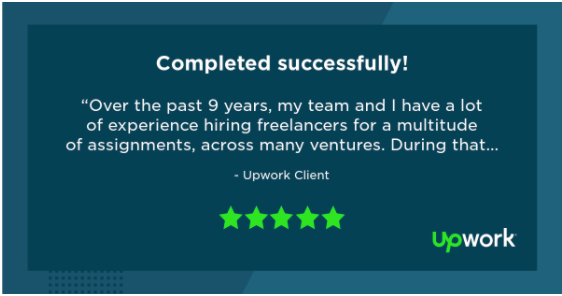 Completed successfully!
“Over the past 9 years, my team and I have a lot
of experience hiring freelancers for a multitude
of assignments, across many ventures. During that...
- Upwork Client
upwork